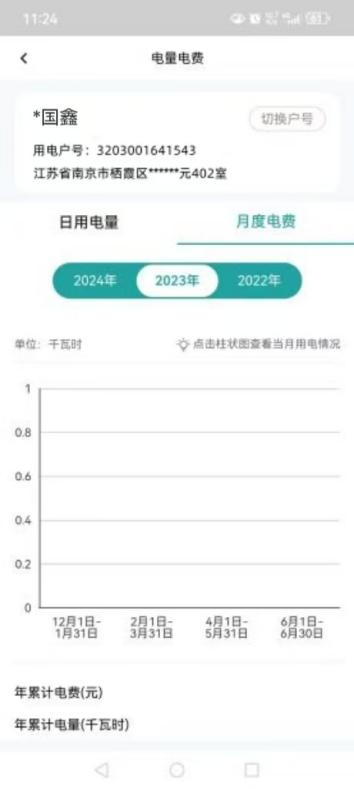 11:24
电量电费
*国鑫
切换户号
用电户号：3203001641543
江苏省南京市栖霞区******元402室
日用电量
月度电费
2024年
2023年
2022年
单位：千瓦时
点击柱状图查看当月用电情况
1
0.8
0.6
0.4
0.2
0
12月1日-
1月31日
2月1日-
3月31日
4月1日-
5月31日
6月1日-
6月30日
年累计电费(元)
年累计电量(千瓦时)